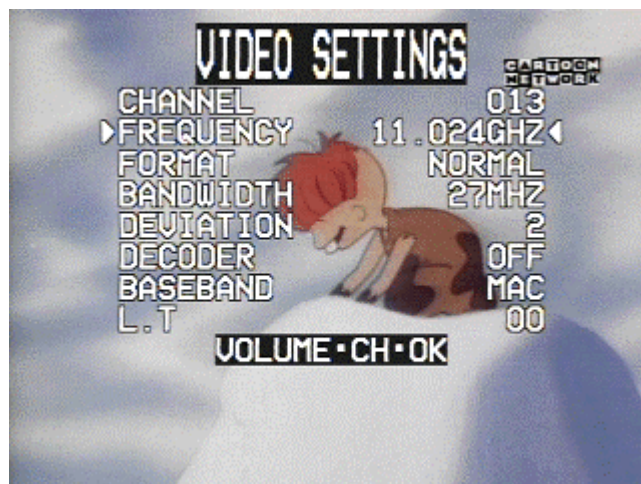 VIDEO SETTINGS
CARTOON
NETWORK
CHANNEL 013
FREQUENCY 11.024GHZ
FORMAT NORMAL
BANDWIDTH 27MHZ
DEVIATION 2
DECODER OFF
BASEBAND MAC
L.T 00
VOLUME·CH·OK